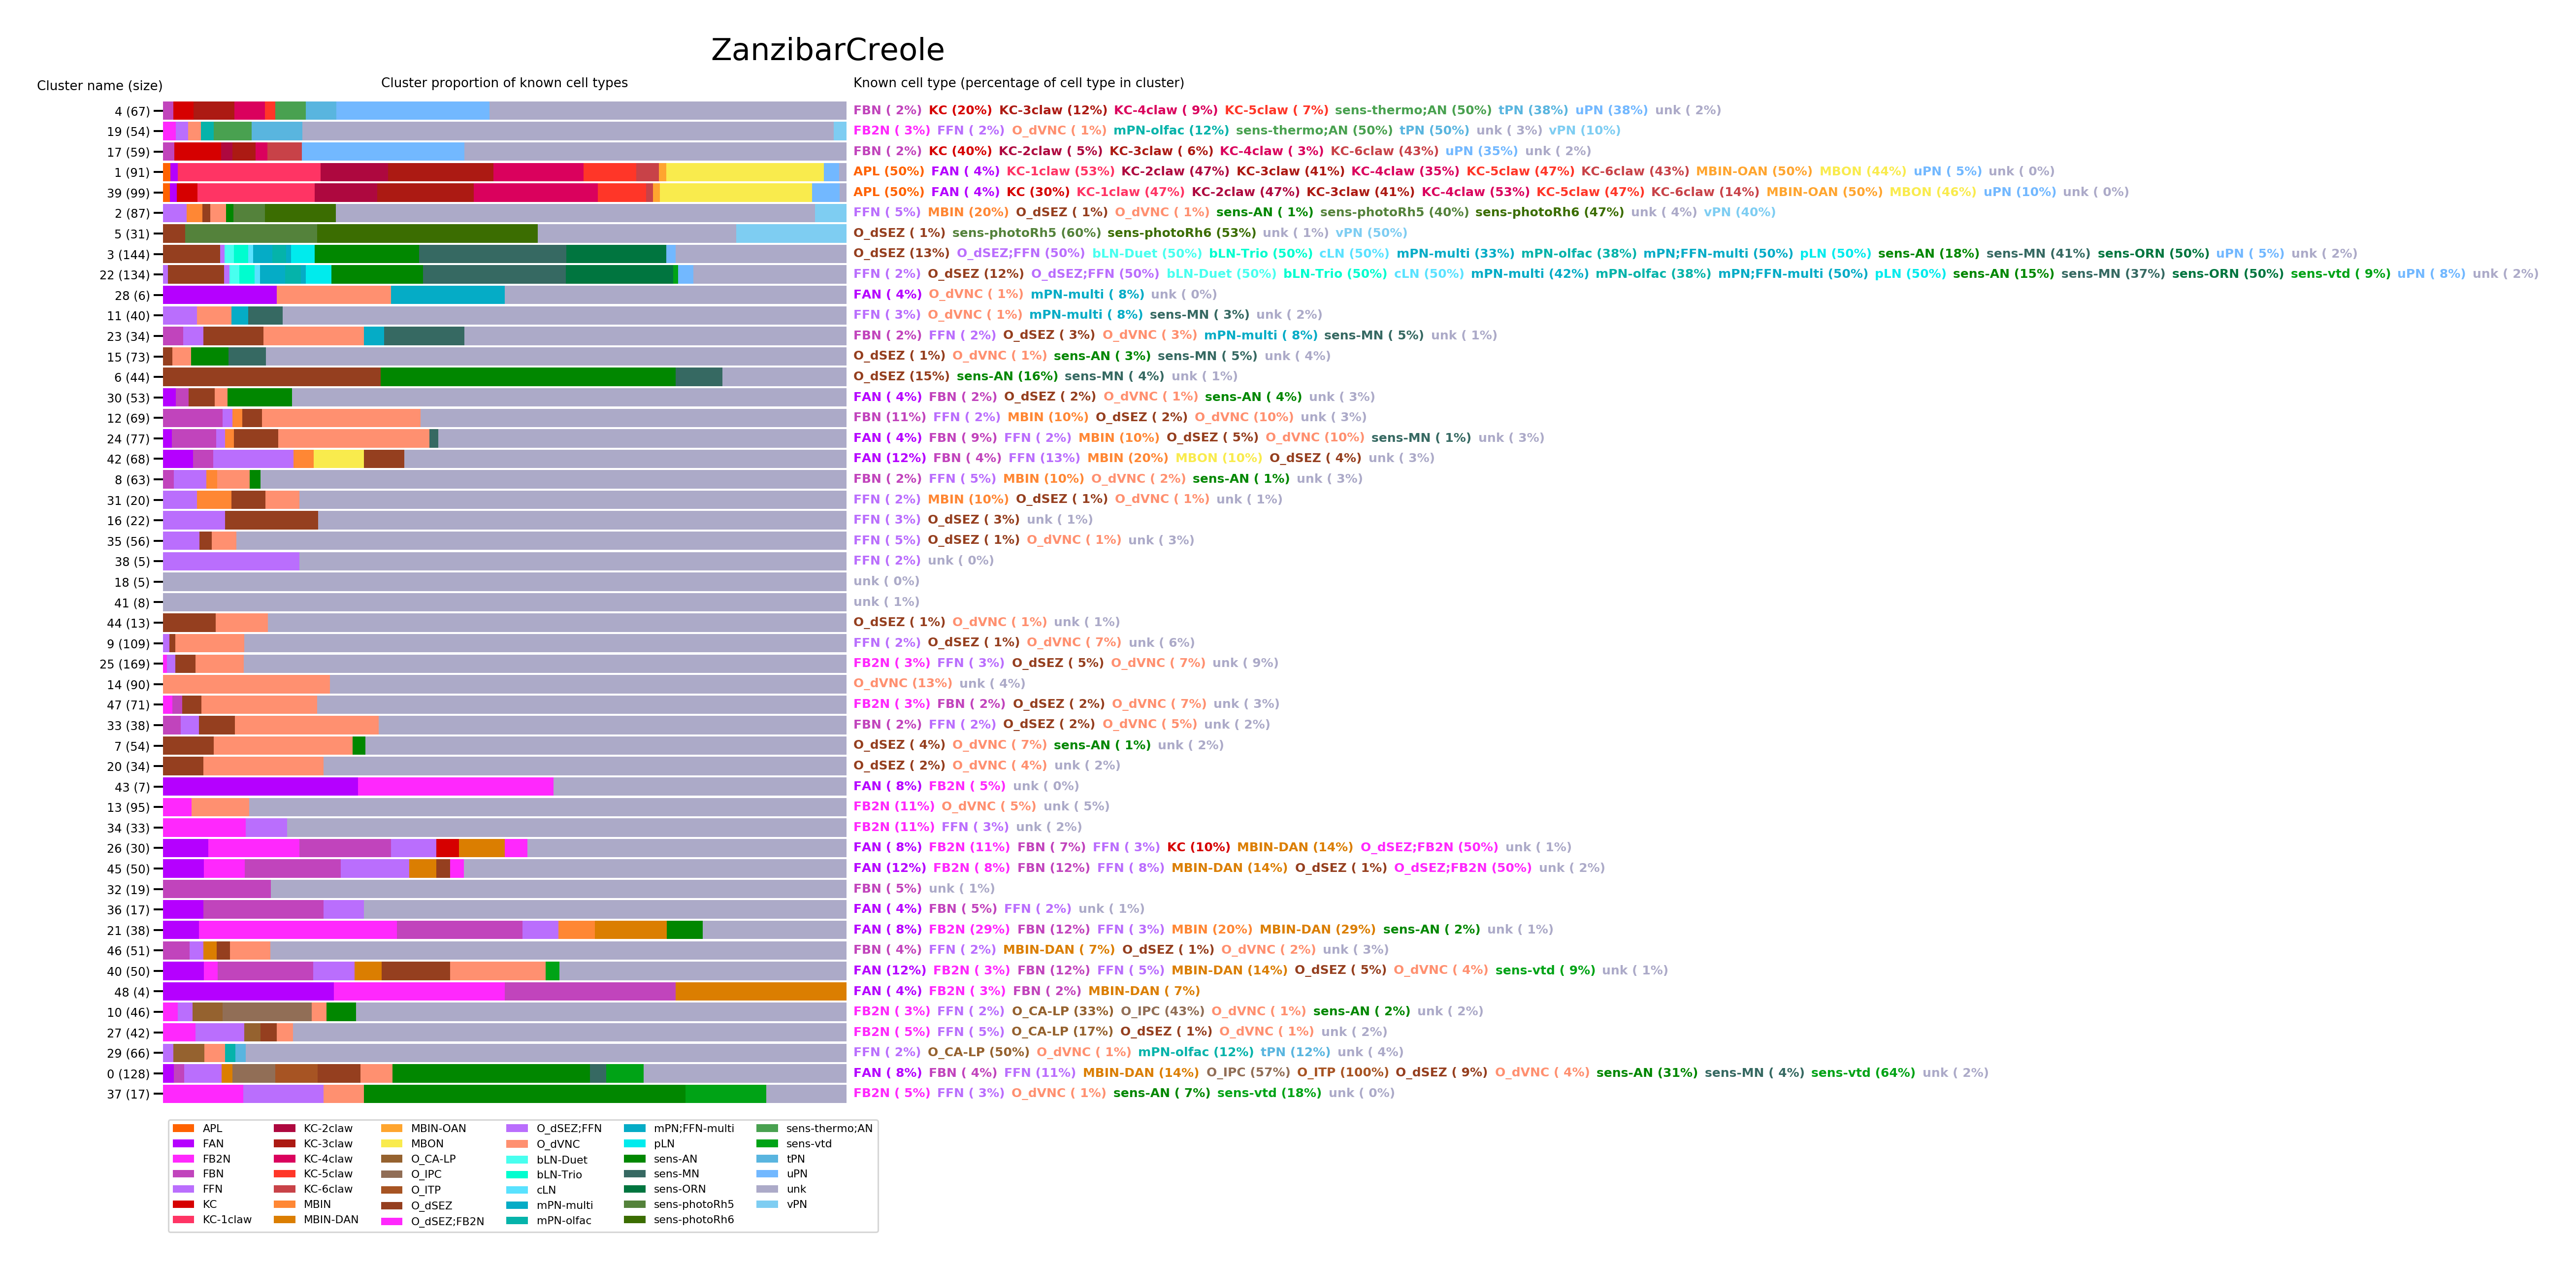 ZanzibarCreole
Cluster name (size) Cluster proportion of known cell types Known cell type (percentage of cell type in cluster)
4 (67) FBN ( 2%) KC (20%) KC-3claw (12%) KC-4claw ( 9%) KC-5claw ( 7%) sens-thermo;AN (50%) tPN (38%) uPN (38%) unk ( 2%)
19 (54) FB2N ( 3%) FFN ( 2%) O_dVNC ( 1%) mPN-olfac (12%) sens-thermo;AN (50%) tPN (50%) unk ( 3%) vPN (10%)
17 (59) FBN ( 2%) KC (40%) KC-2claw ( 5%) KC-3claw ( 6%) KC-4claw ( 3%) KC-6claw (43%) uPN (35%) unk ( 2%)
1 (91) APL (50%) FAN ( 4%) KC-1claw (53%) KC-2claw (47%) KC-3claw (41%) KC-4claw (35%) KC-5claw (47%) KC-6claw (43%) MBIN-OAN (50%) MBON (44%) uPN ( 5%) unk ( 0%)
39 (99) APL (50%) FAN ( 4%) KC (30%) KC-1claw (47%) KC-2claw (47%) KC-3claw (41%) KC-4claw (53%) KC-5claw (47%) KC-6claw (14%) MBIN-OAN (50%) MBON (46%) uPN (10%) unk ( 0%)
2 (87) FFN ( 5%) MBIN (20%) O_dSEZ ( 1%) O_dVNC ( 1%) sens-AN ( 1%) sens-photoRh5 (40%) sens-photoRh6 (47%) unk ( 4%) vPN (40%)
5 (31) O_dSEZ ( 1%) sens-photoRh5 (60%) sens-photoRh6 (53%) unk ( 1%) vPN (50%)
3 (144) O_dSEZ (13%) O_dSEZ;FFN (50%) bLN-Duet (50%) bLN-Trio (50%) cLN (50%) mPN-multi (33%) mPN-olfac (38%) mPN;FFN-multi (50%) pLN (50%) sens-AN (18%) sens-MN (41%) sens-ORN (50%) uPN ( 5%) unk ( 2%)
22 (134) FFN ( 2%) O_dSEZ (12%) O_dSEZ;FFN (50%) bLN-Duet (50%) bLN-Trio (50%) cLN (50%) mPN-multi (42%) mPN-olfac (38%) mPN;FFN-multi (50%) pLN (50%) sens-AN (15%) sens-MN (37%) sens-ORN (50%) sens-vtd ( 9%) uPN ( 8%) unk ( 2%)
28 (6) FAN ( 4%) O_dVNC ( 1%) mPN-multi ( 8%) unk ( 0%)
11 (40) FFN ( 3%) O_dVNC ( 1%) mPN-multi ( 8%) sens-MN ( 3%) unk ( 2%)
23 (34) FBN ( 2%) FFN ( 2%) O_dSEZ ( 3%) O_dVNC ( 3%) mPN-multi ( 8%) sens-MN ( 5%) unk ( 1%)
15 (73) O_dSEZ ( 1%) O_dVNC ( 1%) sens-AN ( 3%) sens-MN ( 5%) unk ( 4%)
6 (44) O_dSEZ (15%) sens-AN (16%) sens-MN ( 4%) unk ( 1%)
30 (53) FAN ( 4%) FBN ( 2%) O_dSEZ ( 2%) O_dVNC ( 1%) sens-AN ( 4%) unk ( 3%)
12 (69) FBN (11%) FFN ( 2%) MBIN (10%) O_dSEZ ( 2%) O_dVNC (10%) unk ( 3%)
24 (77) FAN ( 4%) FBN ( 9%) FFN ( 2%) MBIN (10%) O_dSEZ ( 5%) O_dVNC (10%) sens-MN ( 1%) unk ( 3%)
42 (68) FAN (12%) FBN ( 4%) FFN (13%) MBIN (20%) MBON (10%) O_dSEZ ( 4%) unk ( 3%)
8 (63) FBN ( 2%) FFN ( 5%) MBIN (10%) O_dVNC ( 2%) sens-AN ( 1%) unk ( 3%)
31 (20) FFN ( 2%) MBIN (10%) O_dSEZ ( 1%) O_dVNC ( 1%) unk ( 1%)
16 (22) FFN ( 3%) O_dSEZ ( 3%) unk ( 1%)
35 (56) FFN ( 5%) O_dSEZ ( 1%) O_dVNC ( 1%) unk ( 3%)
38 (5) FFN ( 2%) unk ( 0%)
18 (5) unk ( 0%)
41 (8) unk ( 1%)
44 (13) O_dSEZ ( 1%) O_dVNC ( 1%) unk ( 1%)
9 (109) FFN ( 2%) O_dSEZ ( 1%) O_dVNC ( 7%) unk ( 6%)
25 (169) FB2N ( 3%) FFN ( 3%) O_dSEZ ( 5%) O_dVNC ( 7%) unk ( 9%)
14 (90) O_dVNC (13%) unk ( 4%)
47 (71) FB2N ( 3%) FBN ( 2%) O_dSEZ ( 2%) O_dVNC ( 7%) unk ( 3%)
33 (38) FBN ( 2%) FFN ( 2%) O_dSEZ ( 2%) O_dVNC ( 5%) unk ( 2%)
7 (54) O_dSEZ ( 4%) O_dVNC ( 7%) sens-AN ( 1%) unk ( 2%)
20 (34) O_dSEZ ( 2%) O_dVNC ( 4%) unk ( 2%)
43 (7) FAN ( 8%) FB2N ( 5%) unk ( 0%)
13 (95) FB2N (11%) O_dVNC ( 5%) unk ( 5%)
34 (33) FB2N (11%) FFN ( 3%) unk ( 2%)
26 (30) FAN ( 8%) FB2N (11%) FBN ( 7%) FFN ( 3%) KC (10%) MBIN-DAN (14%) O_dSEZ;FB2N (50%) unk ( 1%)
45 (50) FAN (12%) FB2N ( 8%) FBN (12%) FFN ( 8%) MBIN-DAN (14%) O_dSEZ ( 1%) O_dSEZ;FB2N (50%) unk ( 2%)
32 (19) FBN ( 5%) unk ( 1%)
36 (17) FAN ( 4%) FBN ( 5%) FFN ( 2%) unk ( 1%)
21 (38) FAN ( 8%) FB2N (29%) FBN (12%) FFN ( 3%) MBIN (20%) MBIN-DAN (29%) sens-AN ( 2%) unk ( 1%)
46 (51) FBN ( 4%) FFN ( 2%) MBIN-DAN ( 7%) O_dSEZ ( 1%) O_dVNC ( 2%) unk ( 3%)
40 (50) FAN (12%) FB2N ( 3%) FBN (12%) FFN ( 5%) MBIN-DAN (14%) O_dSEZ ( 5%) O_dVNC ( 4%) sens-vtd ( 9%) unk ( 1%)
48 (4) FAN ( 4%) FB2N ( 3%) FBN ( 2%) MBIN-DAN ( 7%)
10 (46) FB2N ( 3%) FFN ( 2%) O_CA-LP (33%) O_IPC (43%) O_dVNC ( 1%) sens-AN ( 2%) unk ( 2%)
27 (42) FB2N ( 5%) FFN ( 5%) O_CA-LP (17%) O_dSEZ ( 1%) O_dVNC ( 1%) unk ( 2%)
29 (66) FFN ( 2%) O_CA-LP (50%) O_dVNC ( 1%) mPN-olfac (12%) tPN (12%) unk ( 4%)
0 (128) FAN ( 8%) FBN ( 4%) FFN (11%) MBIN-DAN (14%) O_IPC (57%) O_ITP (100%) O_dSEZ ( 9%) O_dVNC ( 4%) sens-AN (31%) sens-MN ( 4%) sens-vtd (64%) unk ( 2%)
37 (17) FB2N ( 5%) FFN ( 3%) O_dVNC ( 1%) sens-AN ( 7%) sens-vtd (18%) unk ( 0%)
APL KC-2claw MBIN-OAN O_dSEZ;FFN mPN;FFN-multi sens-thermo;AN
FAN KC-3claw MBON O_dVNC pLN sens-vtd
FB2N KC-4claw O_CA-LP bLN-Duet sens-AN tPN
FBN KC-5claw O_IPC bLN-Trio sens-MN uPN
FFN KC-6claw O_ITP cLN sens-ORN unk
KC MBIN O_dSEZ mPN-multi sens-photoRh5 vPN
KC-1claw MBIN-DAN O_dSEZ;FB2N mPN-olfac sens-photoRh6